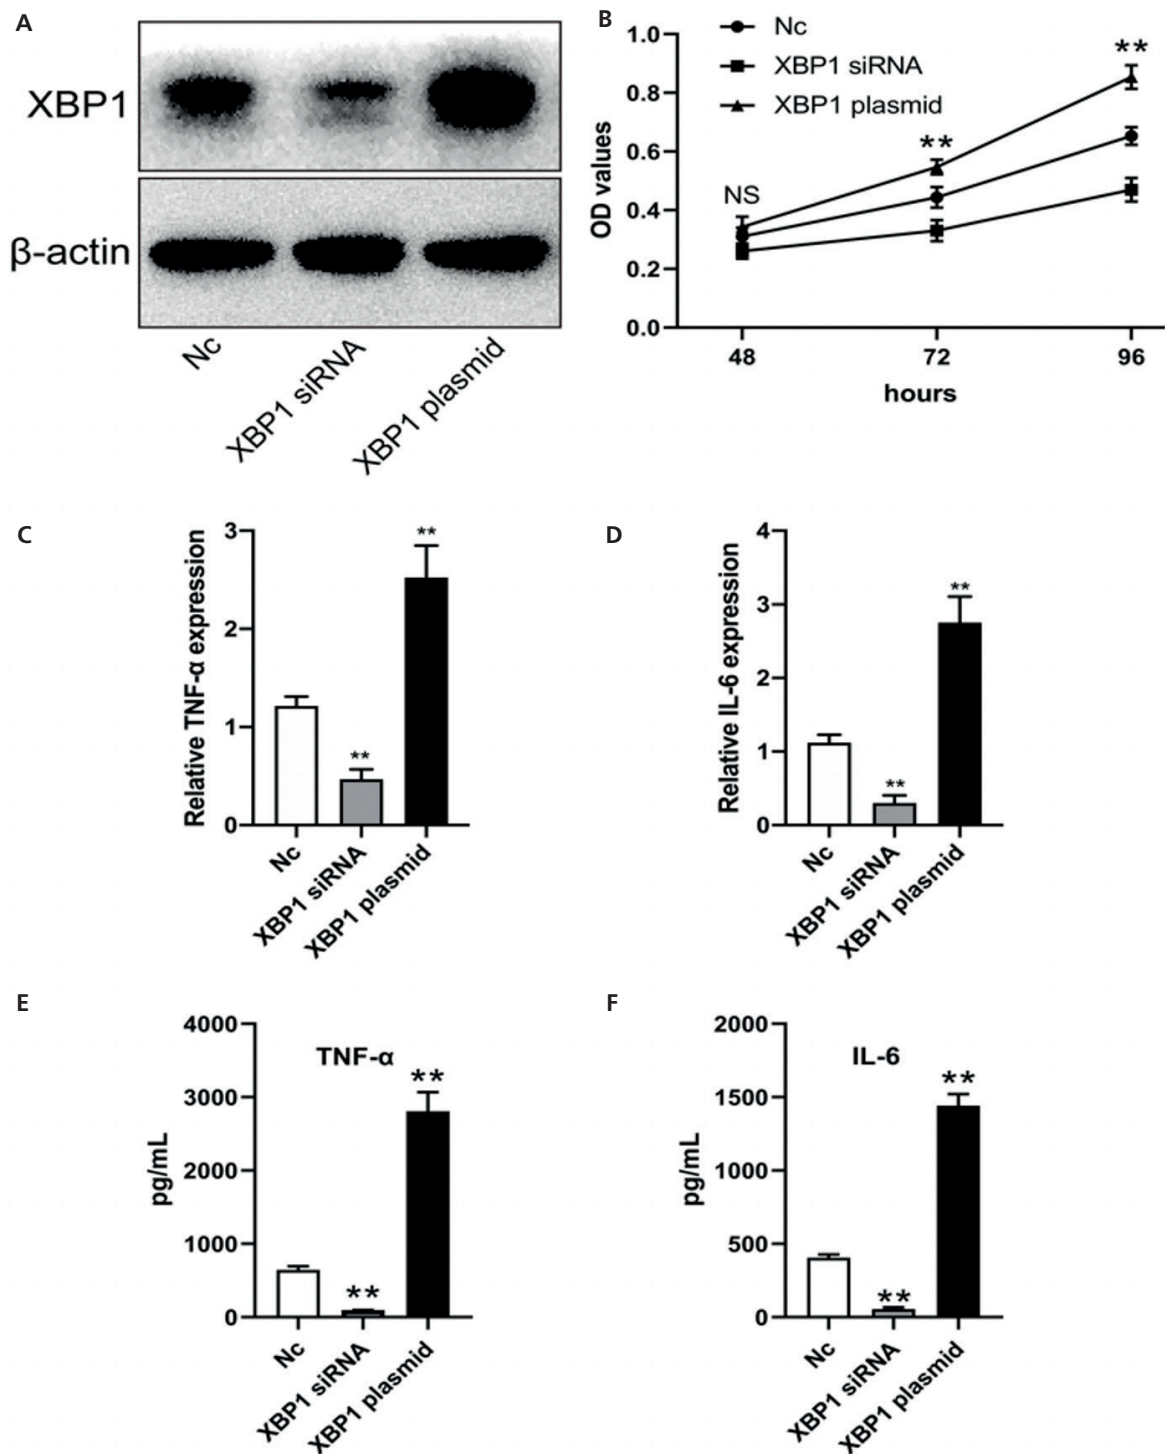 A
XBP1
β-actin
Nc
XBP1 siRNA
XBP1 plasmid
B
Nc
XBP1 siRNA
XBP1 plasmid
OD values
1.0
0.8
0.6
0.4
0.2
0.0
NS
**
**
48
72
96
hours
C
Relative TNF-α expression
3
2
1
0
**
**
Nc
XBP1 siRNA
XBP1 plasmid
D
Relative IL-6 expression
4
3
2
1
0
**
**
Nc
XBP1 siRNA
XBP1 plasmid
E
TNF-α
pg/mL
4000
3000
2000
1000
0
**
**
Nc
XBP1 siRNA
XBP1 plasmid
F
IL-6
pg/mL
2000
1500
1000
500
0
**
**
Nc
XBP1 siRNA
XBP1 plasmid